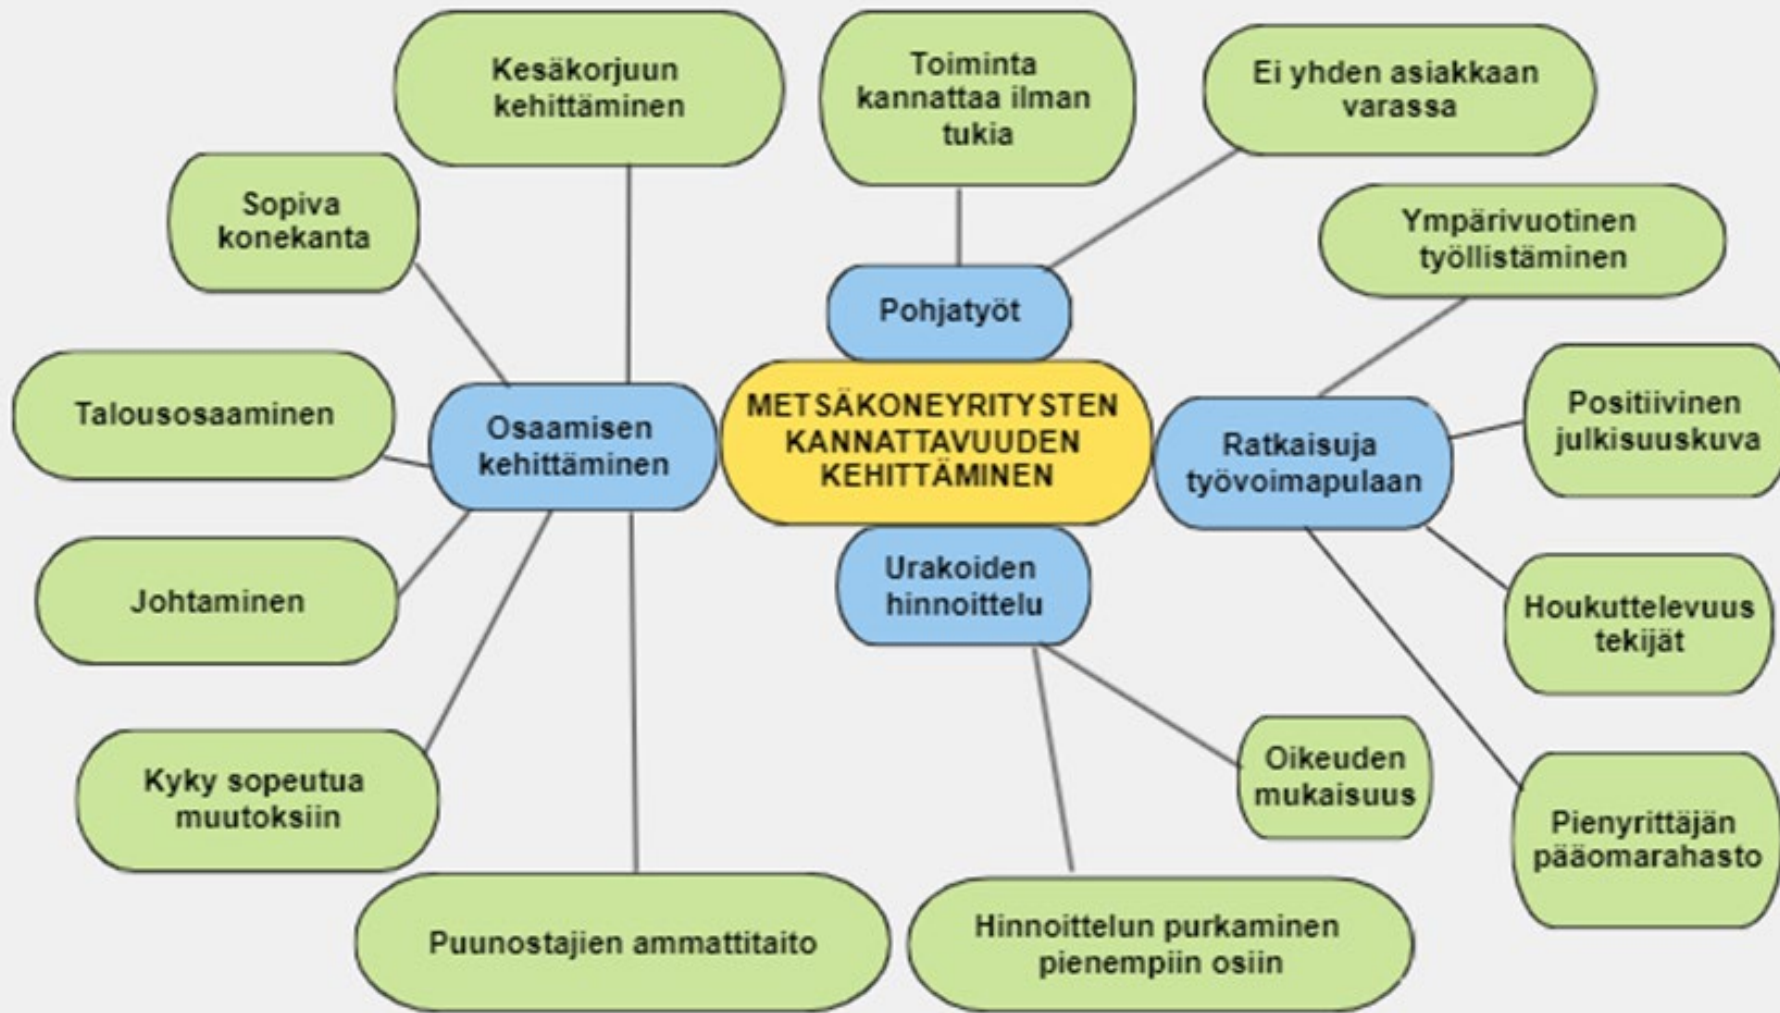 Kesäkorjuun
kehittäminen
Toiminta
kannattaa ilman
tukia
Ei yhden asiakkaan
varassa
Sopiva
konekanta
Ympärivuotinen
työllistäminen
Pohjatyöt
Talousosaaminen
Osaamisen
kehittäminen
METSÄKONEYRITYSTEN
KANNATTAVUUDEN
KEHITTÄMINEN
Ratkaisuja
työvoimapulaan
Positiivinen
julkisuuskuva
Johtaminen
Urakoiden
hinnoittelu
Houkuttelevuus
tekijät
Kyky sopeutua
muutoksiin
Oikeuden
mukaisuus
Pienyrittäjän
pääomarahasto
Puunostajien ammattitaito
Hinnoittelun purkaminen
pienempiin osiin